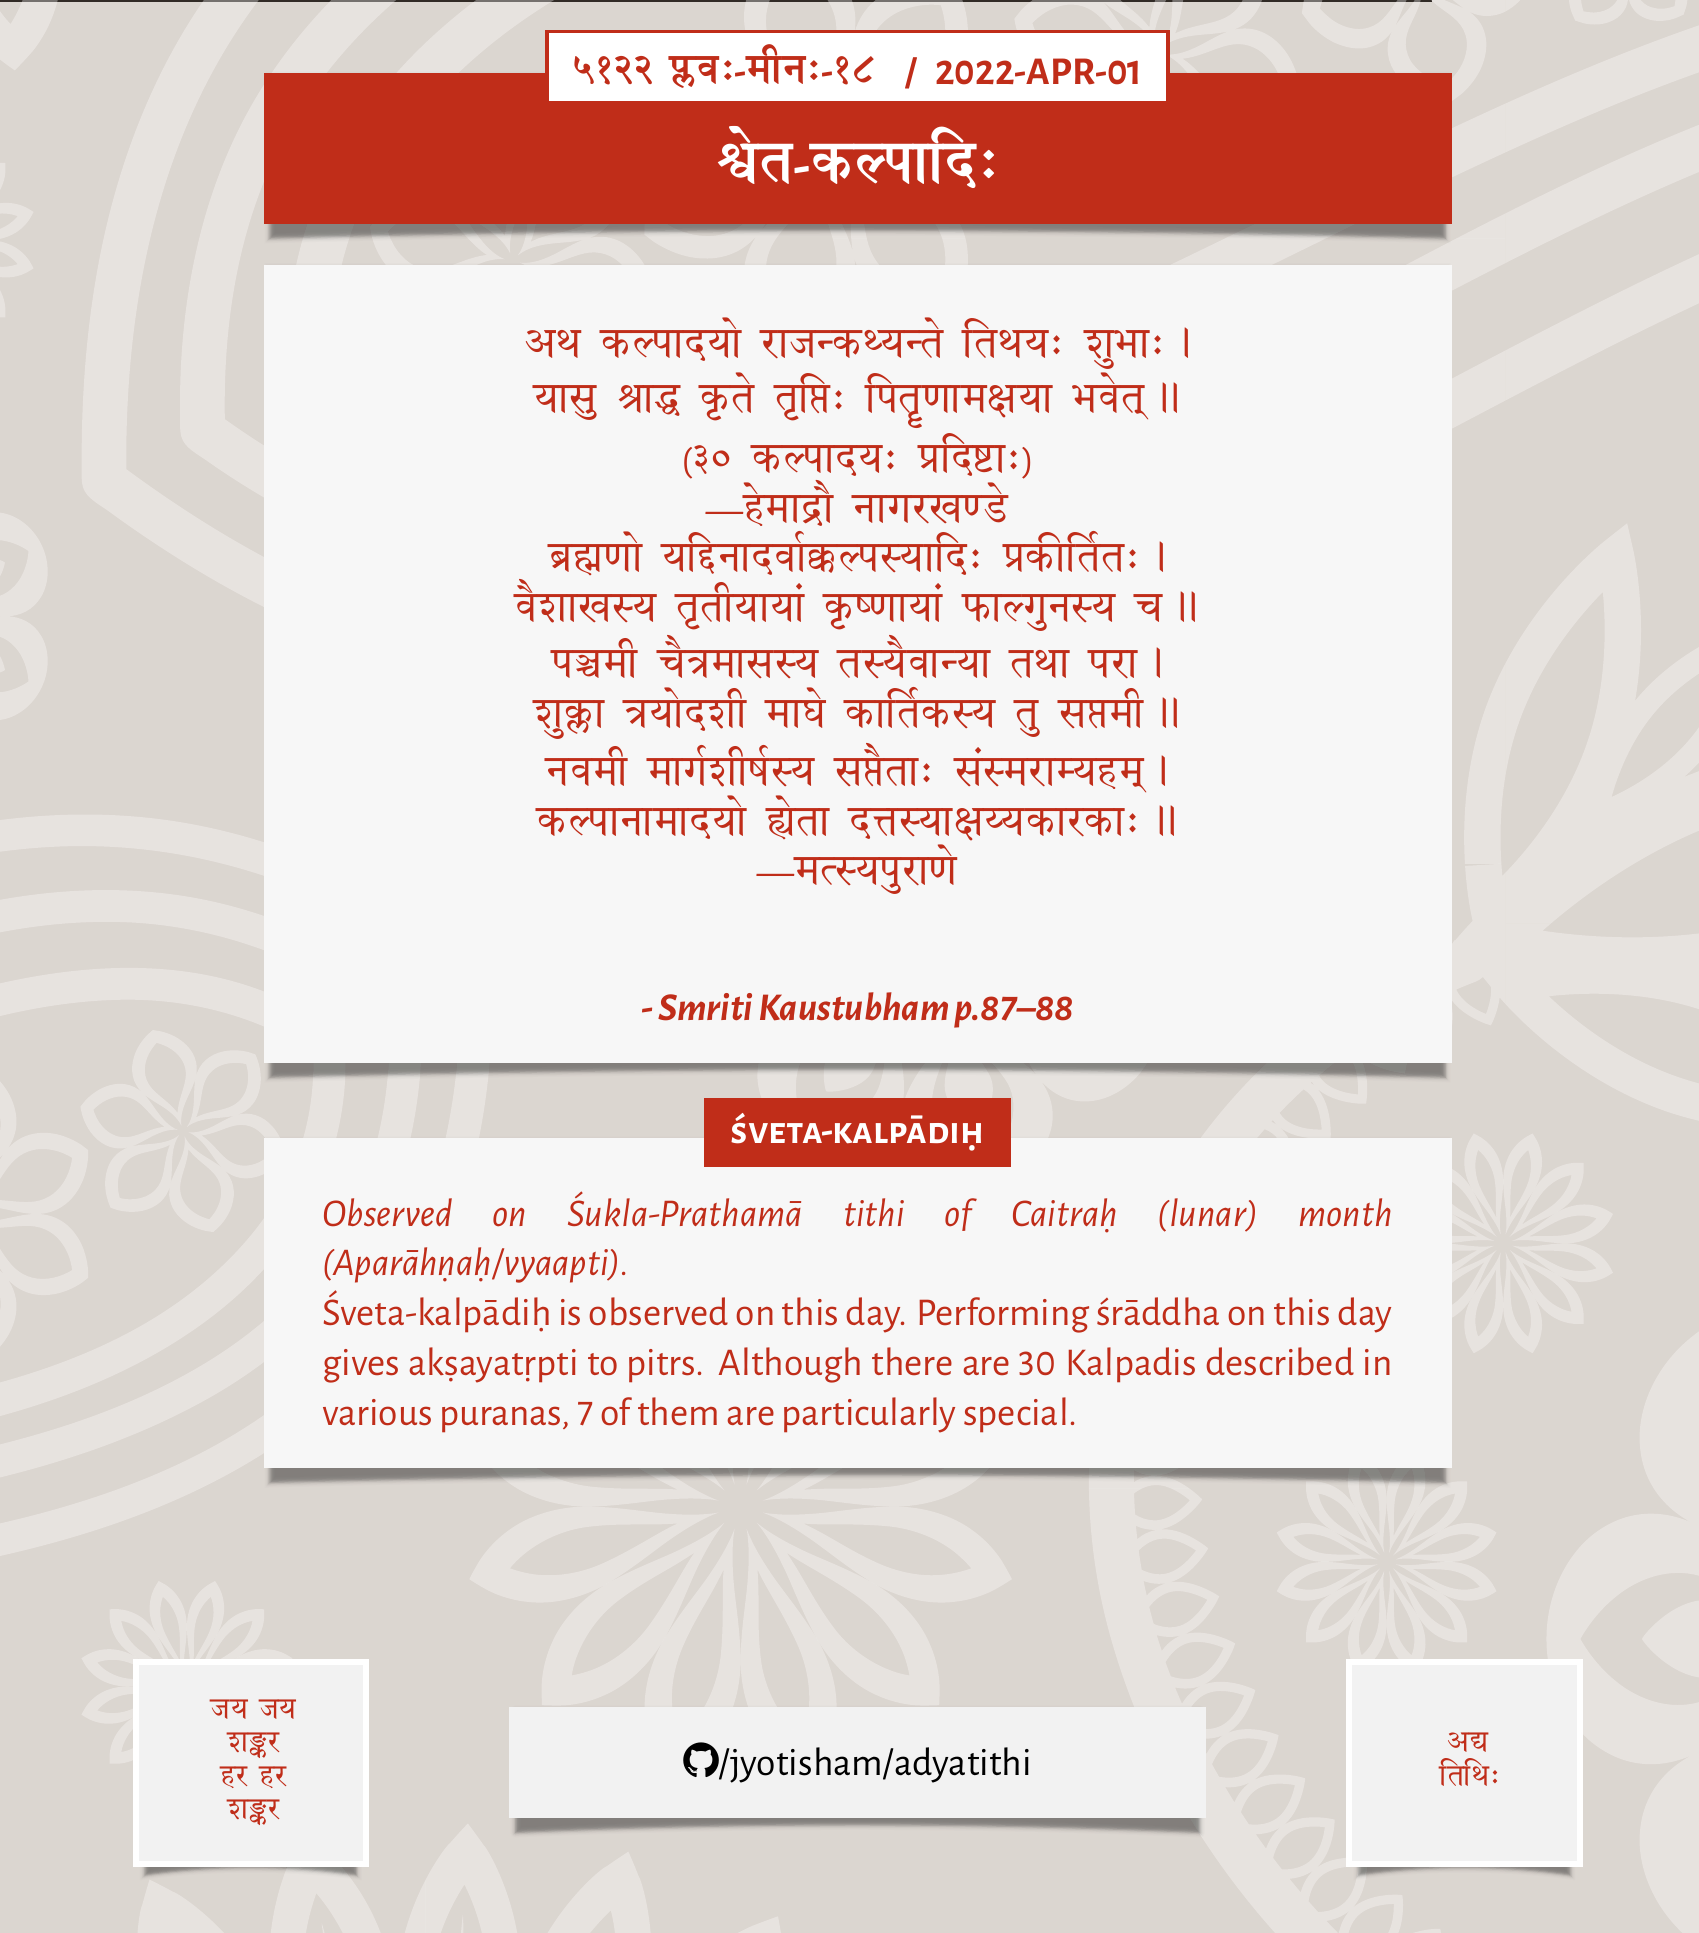 ५१२२ प्लवः-मीनः-१८ / 2022-APR-01
श्वेत-कल्पादिः
अथ कल्पादयो राजन्कथ्यन्ते तिथयः शुभाः ।
यासु श्राद्ध कृते तृप्तिः पितॄणामक्षया भवेत् ॥
(३० कल्पादयः प्रदिष्टाः)
—हेमाद्रौ नागरखण्डे
ब्रह्मणो यद्दिनादर्वाक्कल्पस्यादिः प्रकीर्तितः ।
वैशाखस्य तृतीयायां कृष्णायां फाल्गुनस्य च ॥
पञ्चमी चैत्रमासस्य तस्यैवान्या तथा परा ।
शुक्ला त्रयोदशी माघे कार्तिकस्य तु सप्तमी ॥
नवमी मार्गशीर्षस्य सप्तैताः संस्मराम्यहम् ।
कल्पानामादयो ह्येता दत्तस्याक्षय्यकारकाः ॥
—मत्स्यपुराणे
- Smriti Kaustubham p.87–88
ŚVETA-KALPĀDIḤ
Observed on Śukla-Prathamā tithi of Caitraḥ (lunar) month
(Aparāhṇaḥ/vyaapti).
Śveta-kalpādiḥ is observed on this day. Performing śrāddha on this day
gives akṣayatṛpti to pitrs. Although there are 30 Kalpadis described in
various puranas, 7 of them are particularly special.
जय जय
शङ्कर
हर हर
शङ्कर
/jyotisham/adyatithi
अद्य
तिथिः